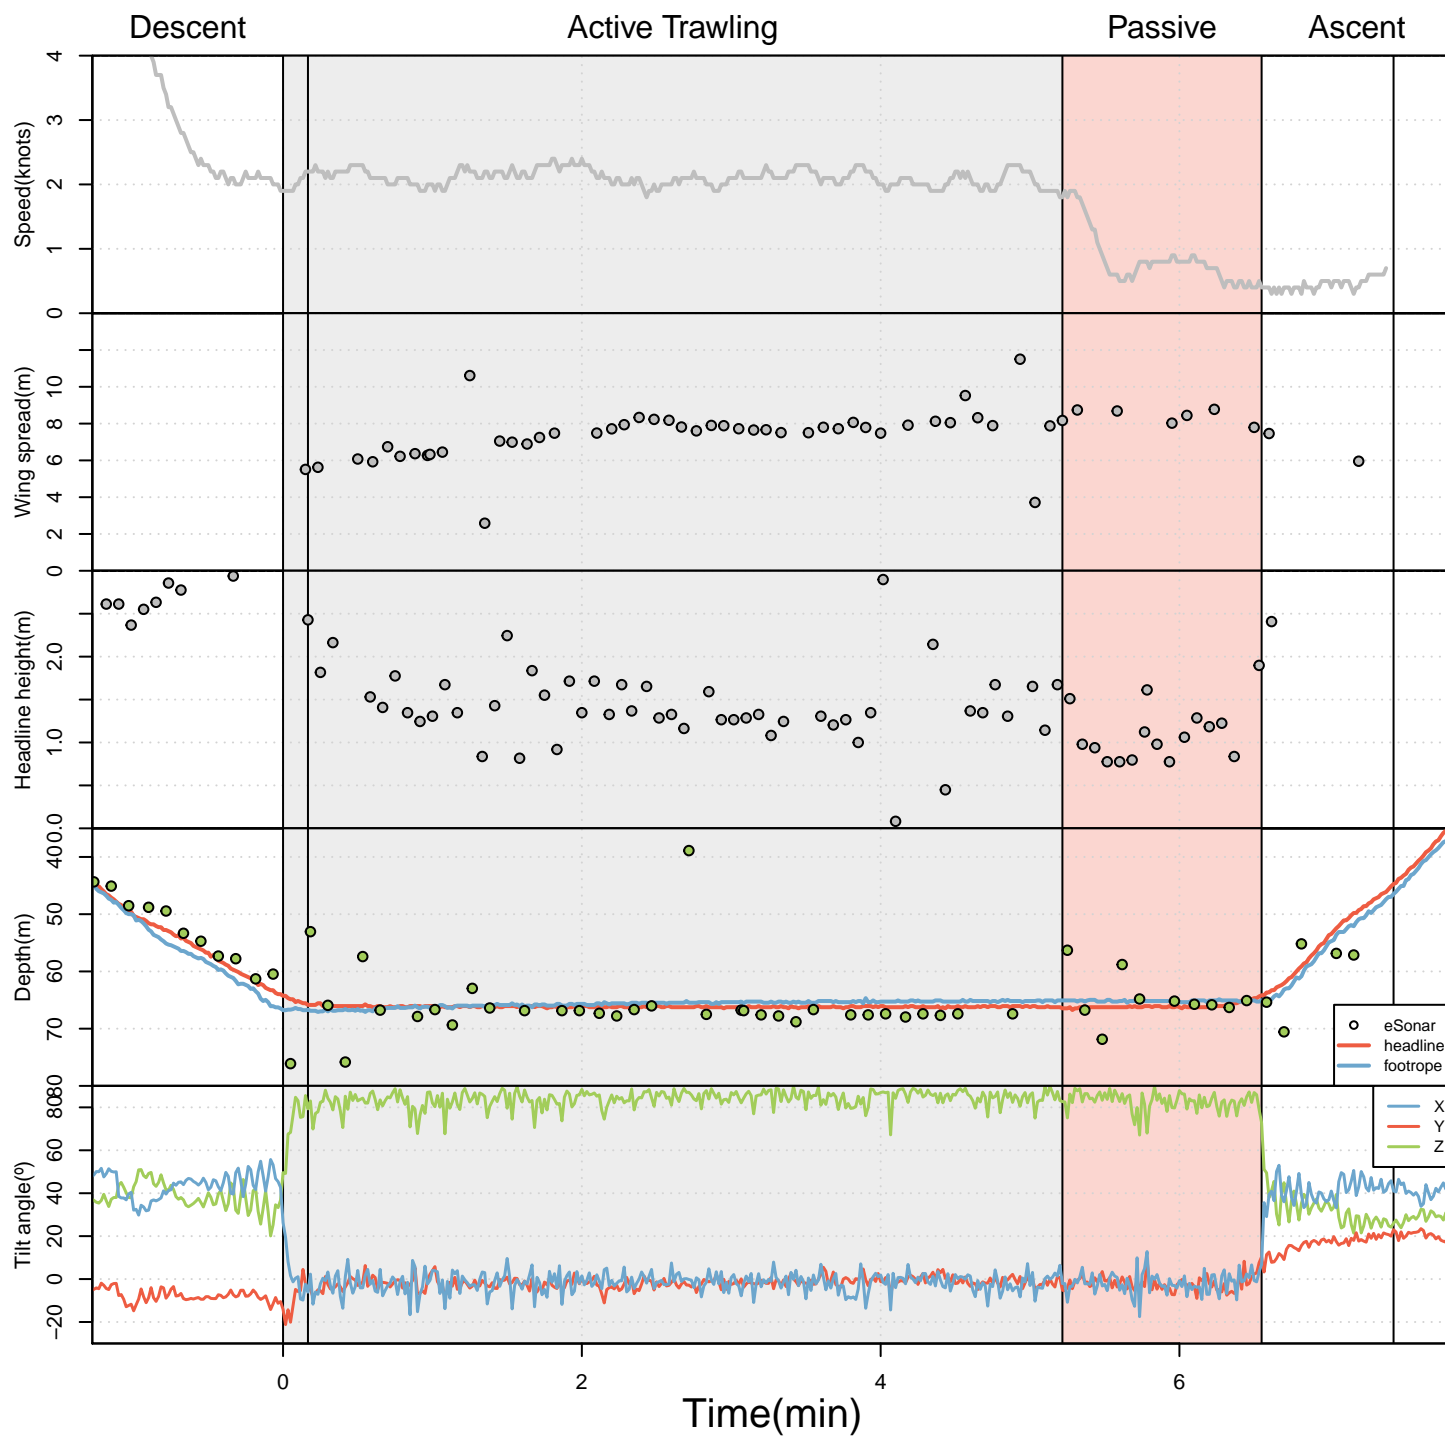 Descent Active Trawling Passive Ascent
Speed(knots)
4
3
2
1
0
Wing spread(m)
10
8
6
4
2
0
Headline height(m)
2.0
1.0
0.0
Depth(m)
40
50
60
70
80
eSonar
headline
footrope
Tilt angle(º)
80
60
40
20
0
−20
X
Y
Z
0 2 4 6
Time(min)